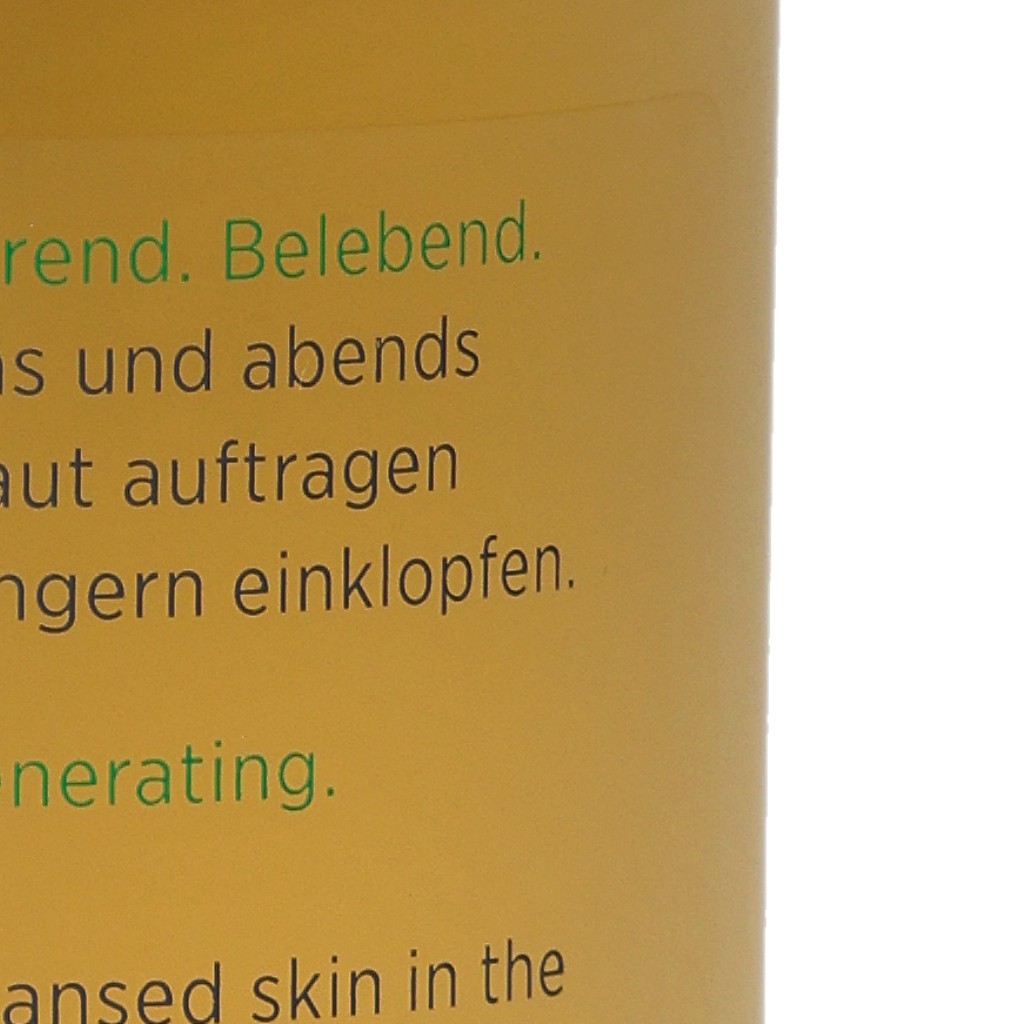 rend. Belebend.
s und abends
aut auftragen
ngern einklopfen.
nerating.
ansed skin in the